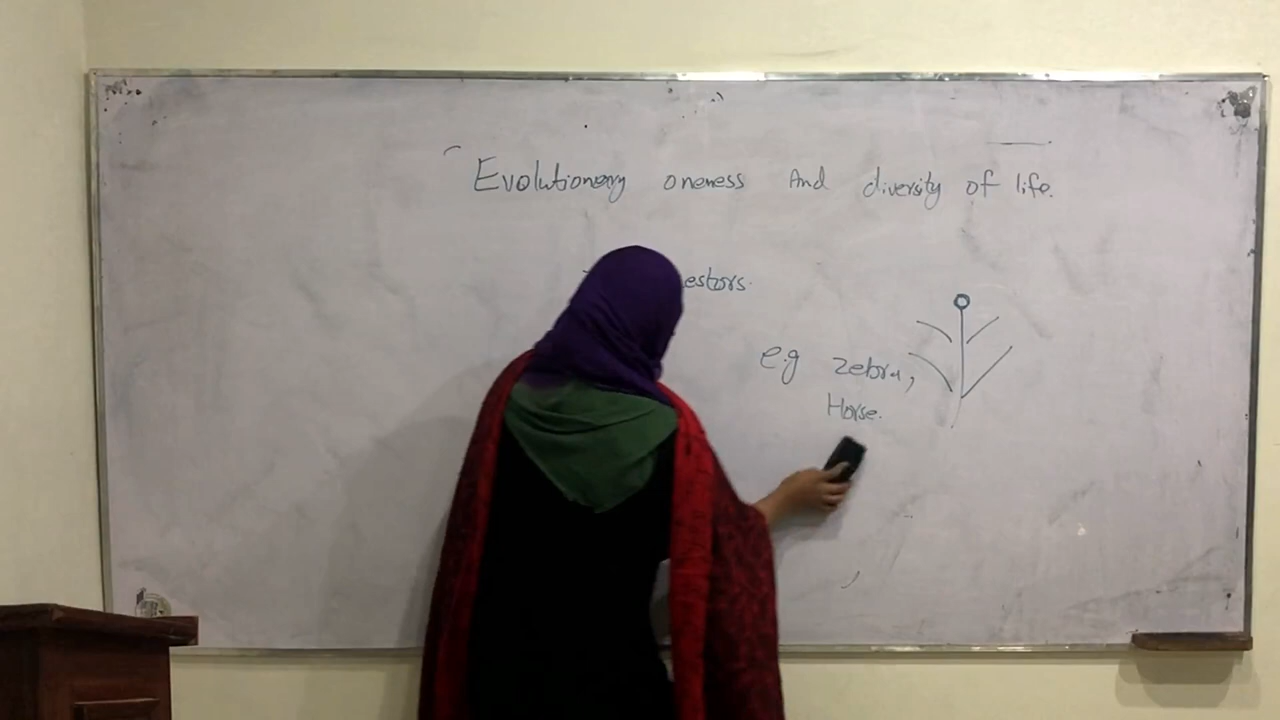 Evolutionary oneness And diversity of life.
estors.
e.g zebra,
Horse.